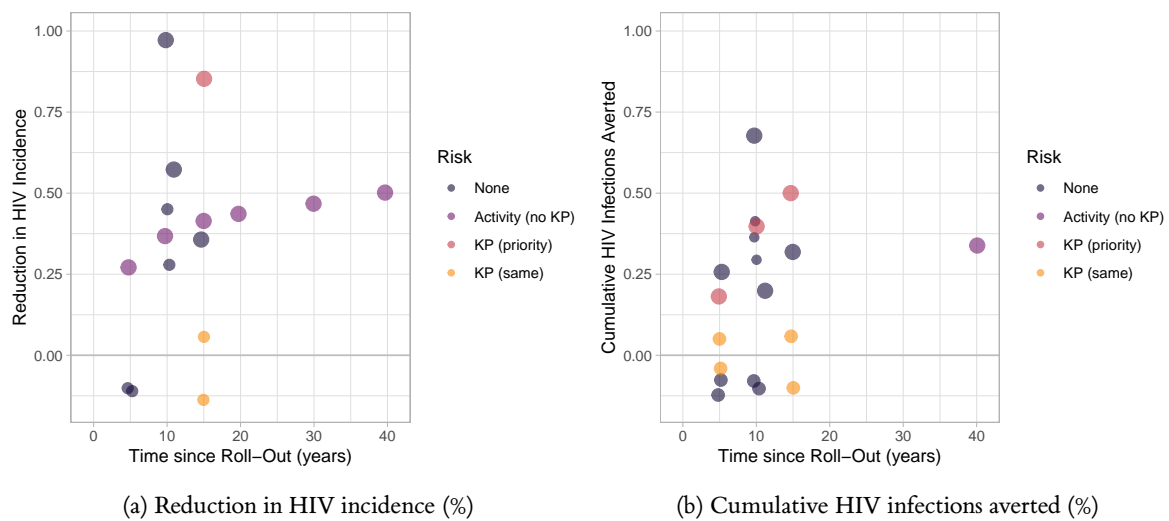 1.00
0.75
0.50
0.25
0.00
Reduction in HIV Incidence
0 10 20 30 40
Time since Roll−Out (years)
Risk
None
Activity (no KP)
KP (priority)
KP (same)
(a) Reduction in HIV incidence (%)
1.00
0.75
0.50
0.25
0.00
Cumulative HIV Infections Averted
0 10 20 30 40
Time since Roll−Out (years)
Risk
None
Activity (no KP)
KP (priority)
KP (same)
(b) Cumulative HIV infections averted (%)